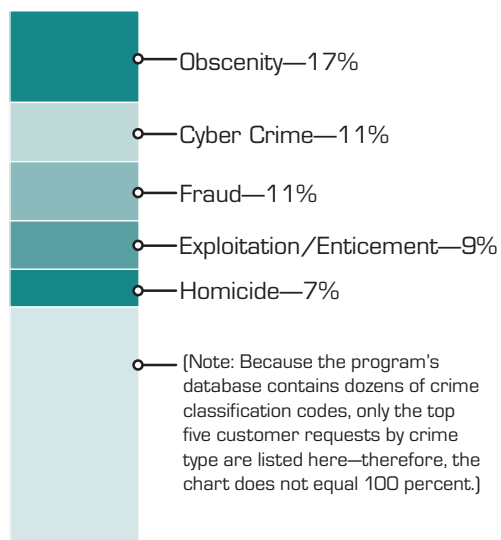 Obscenity—17%
Cyber Crime—11%
Fraud—11%
Exploitation/Enticement—9%
Homicide—7%
(Note: Because the program’s
database contains dozens of crime
classification codes, only the top
five customer requests by crime
type are listed here—therefore, the
chart does not equal 100 percent.)